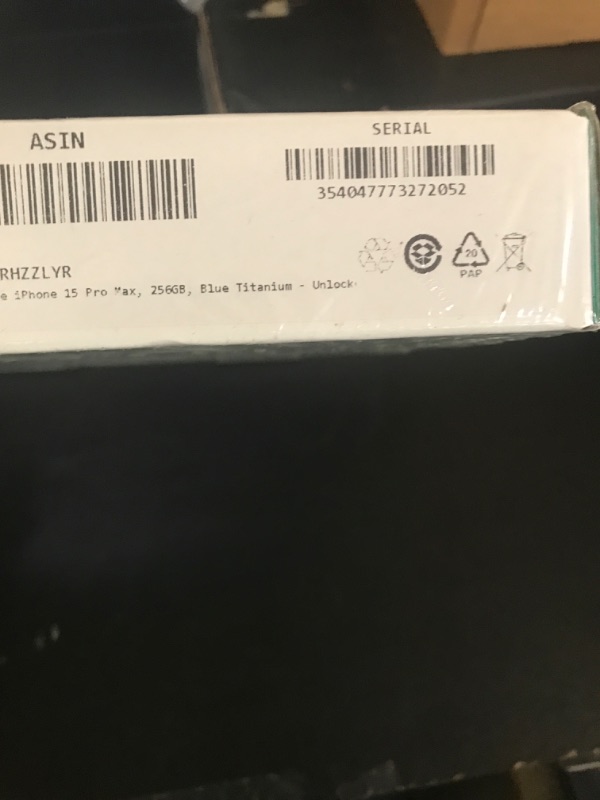 ASIN
SERIAL
354047773272052
RHZZLYR
e iPhone 15 Pro Max, 256GB, Blue Titanium - Unlock
20
PAP